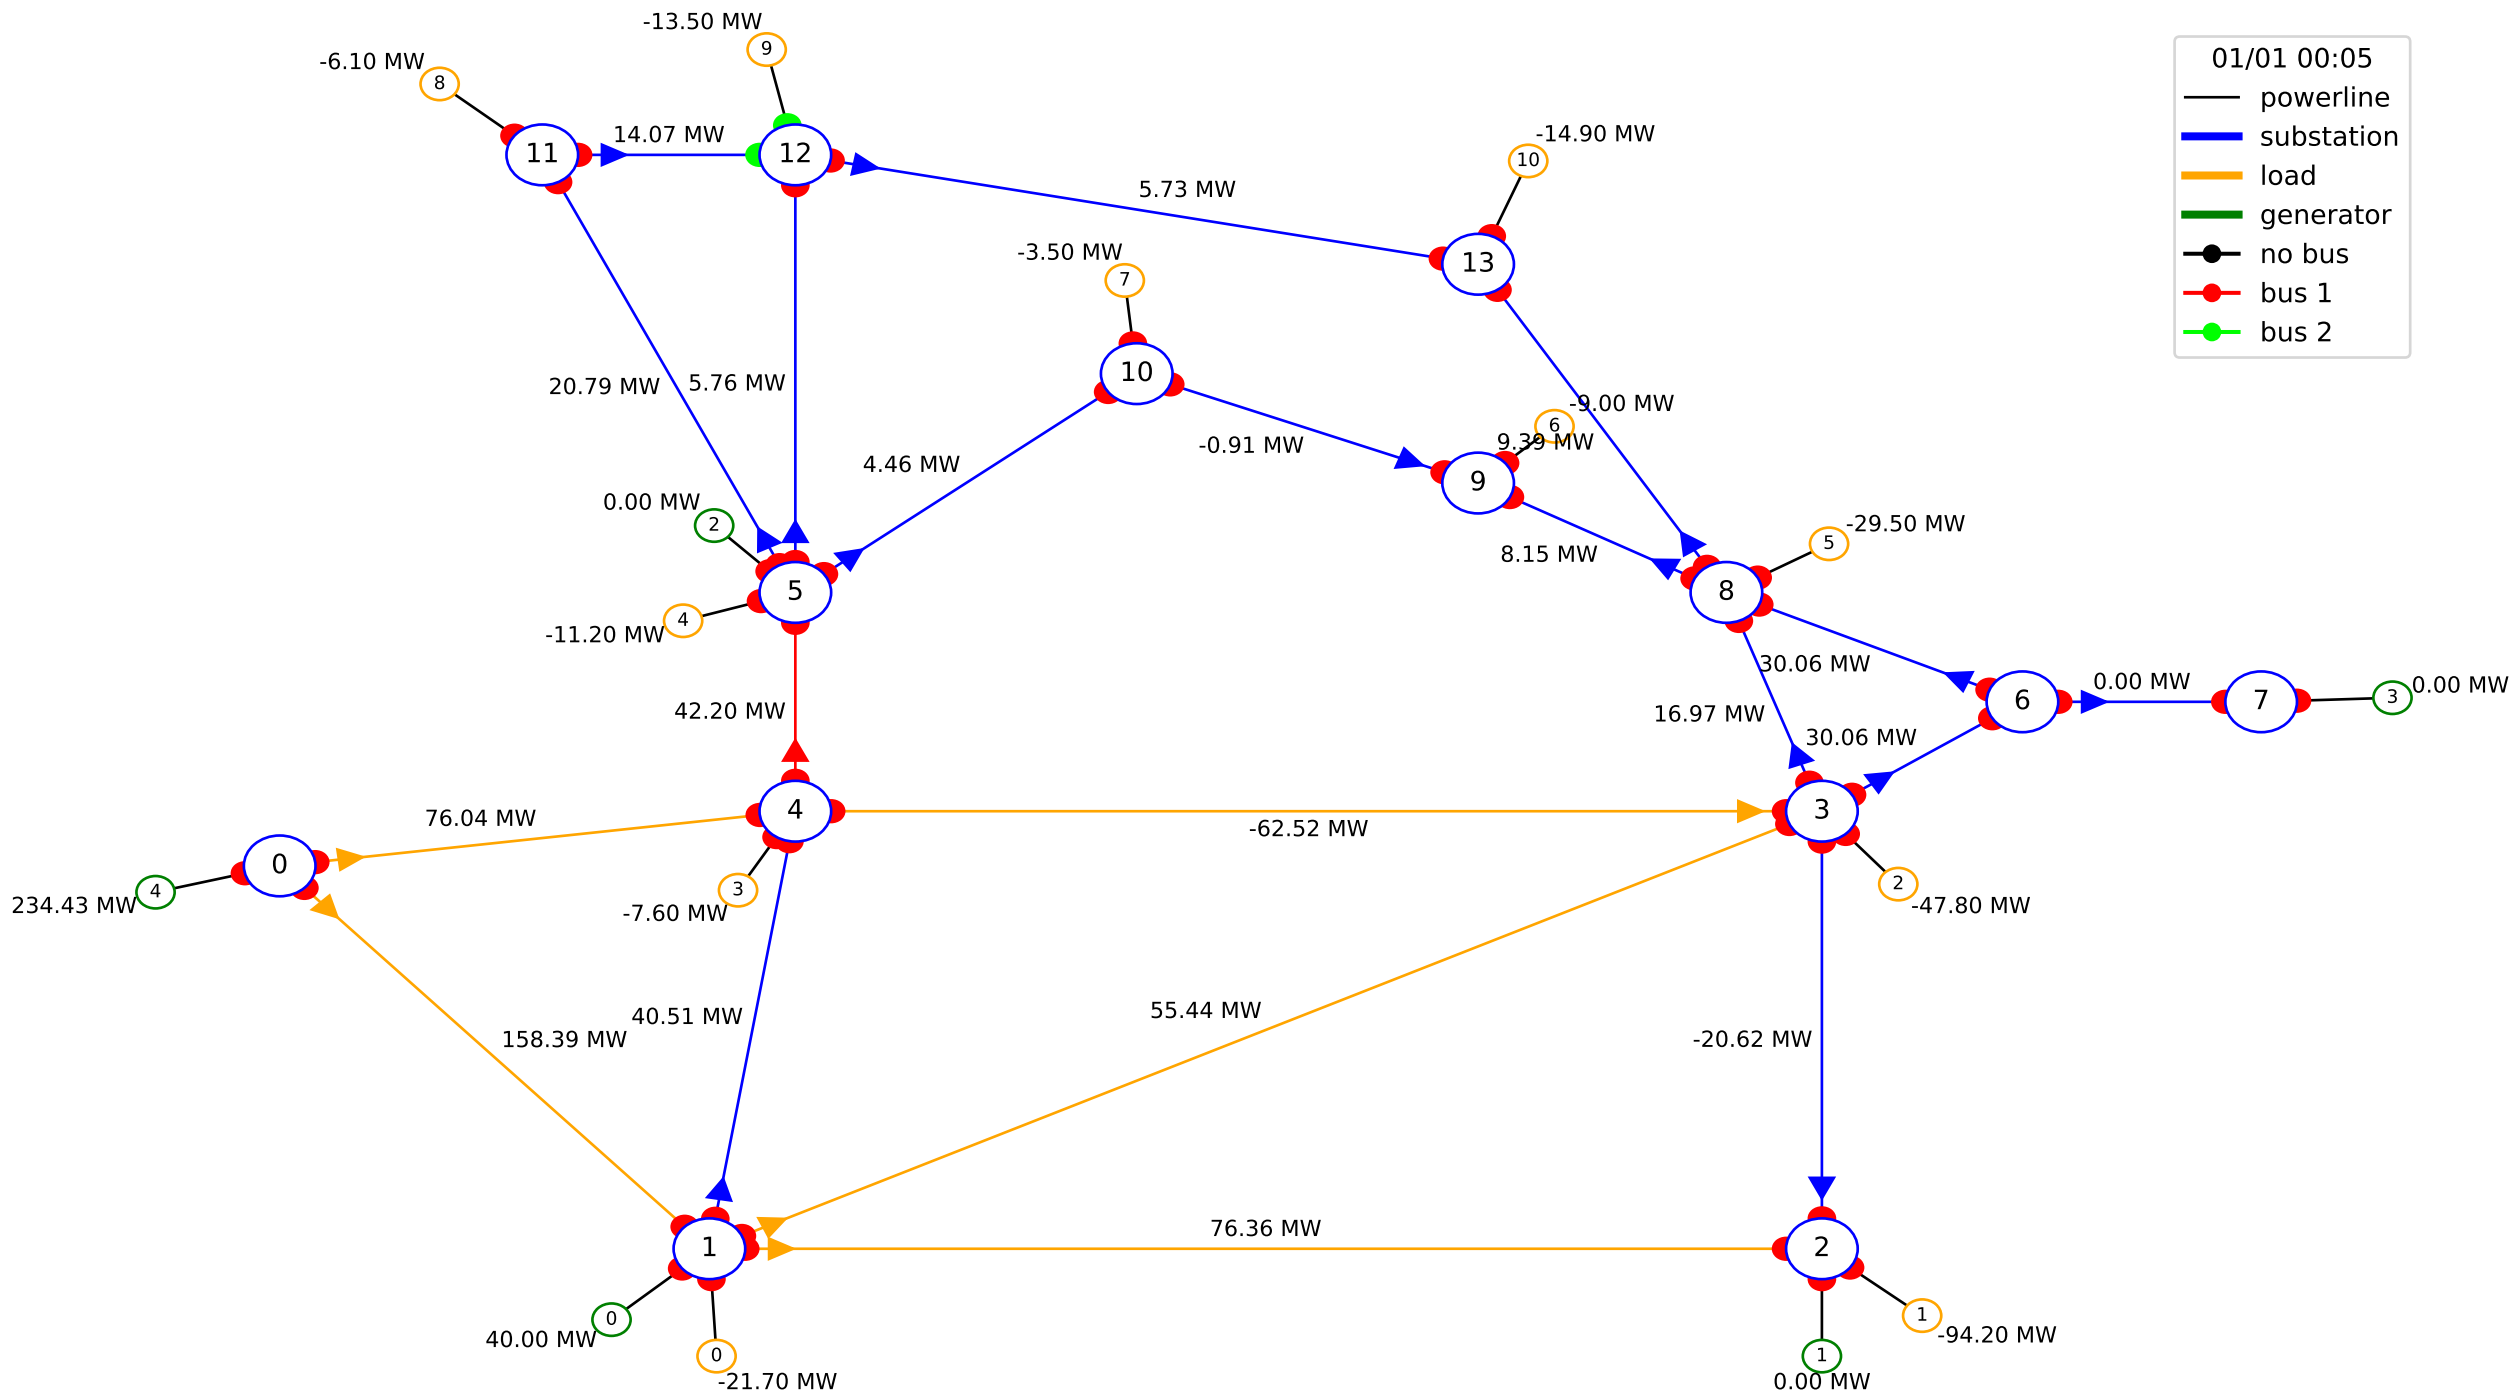 -13.50 MW
9
-6.10 MW
8
01/01 00:05
powerline
substation
load
generator
no bus
bus 1
bus 2
11
14.07 MW
12
-14.90 MW
10
5.73 MW
13
-3.50 MW
7
10
20.79 MW
5.76 MW
-9.00 MW
6
9.39 MW
-0.91 MW
4.46 MW
9
0.00 MW
2
8.15 MW
-29.50 MW
5
5
8
-11.20 MW
4
30.06 MW
42.20 MW
16.97 MW
6
0.00 MW
7
3
0.00 MW
30.06 MW
76.04 MW
4
-62.52 MW
3
0
234.43 MW
4
-7.60 MW
3
2
-47.80 MW
158.39 MW
40.51 MW
55.44 MW
-20.62 MW
1
76.36 MW
2
40.00 MW
0
0
-21.70 MW
1
0.00 MW
1
-94.20 MW